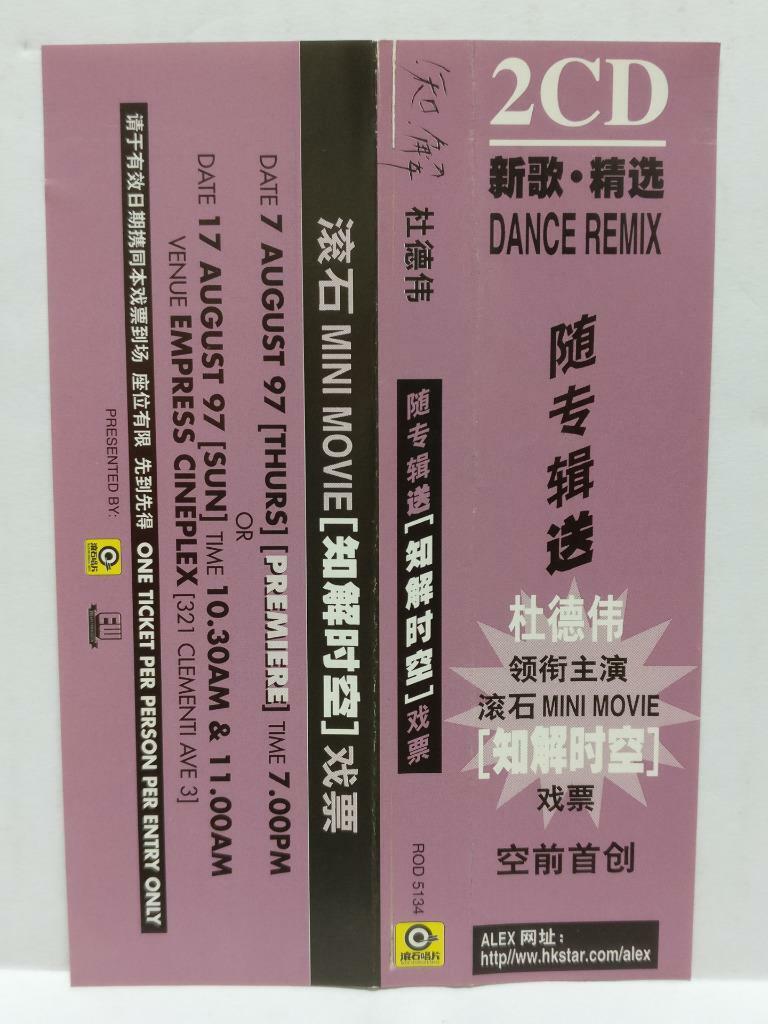 2CD
新歌·精选
DANCE REMIX
随专辑送
杜德伟
领衔主演
滚石 MINI MOVIE
[知解时空]
戏票
空前首创
ALEX 网址：
http//ww.hkstar.com/alex
知.解
杜德伟
随专辑送[知解时空]戏票
ROD 5134
滚石唱片
滚石 MINI MOVIE [知解时空] 戏票
DATE 7 AUGUST 97 [THURS] [PREMIERE] TIME 7.00PM
OR
DATE 17 AUGUST 97 [SUN] TIME 10.30AM & 11.00AM
VENUE EMPRESS CINEPLEX [321 CLEMENTI AVE 3]
请于有效日期携同本戏票到场 座位有限 先到先得 ONE TICKET PER PERSON PER ENTRY ONLY
PRESENTED BY:
滚石唱片